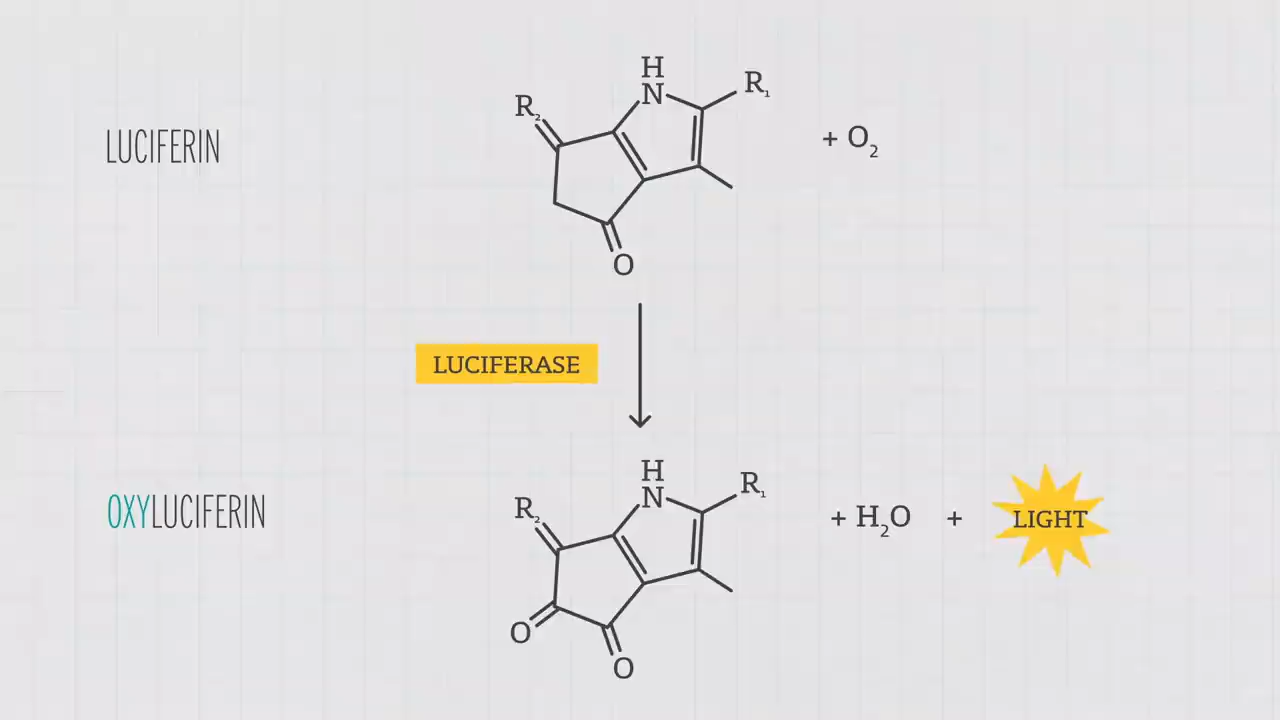 H
N
R₁
R₂
LUCIFERIN
+ O₂
O
LUCIFERASE
H
N
R₁
R₂
OXYLUCIFERIN
+ H₂O + LIGHT
O
O